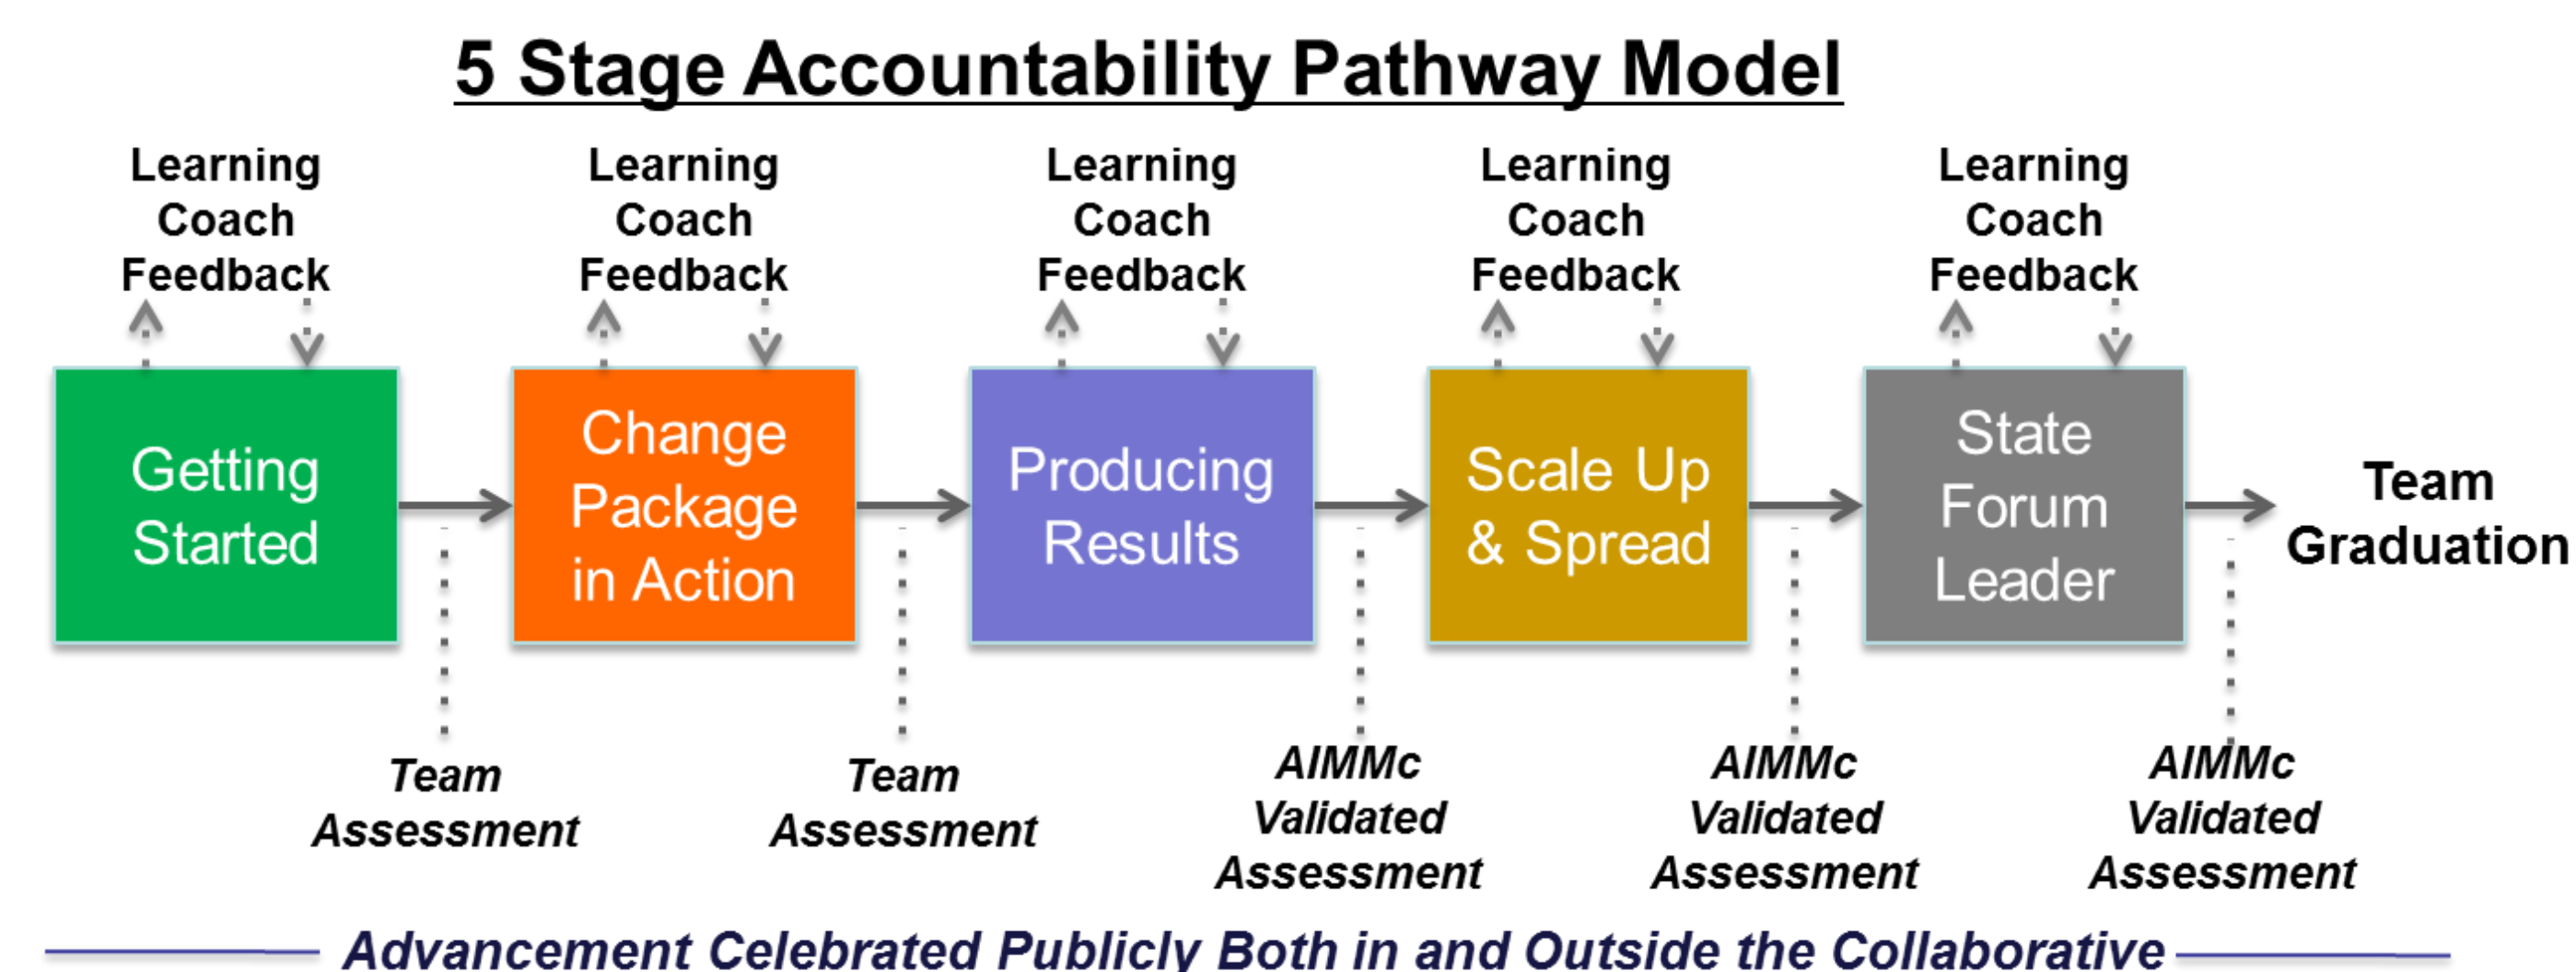 5 Stage Accountability Pathway Model
Learning
Coach
Feedback
Learning
Coach
Feedback
Learning
Coach
Feedback
Learning
Coach
Feedback
Learning
Coach
Feedback
Getting
Started
Change
Package
in Action
Producing
Results
Scale Up
& Spread
State
Forum
Leader
Team
Graduation
Team
Assessment
Team
Assessment
AIMMc
Validated
Assessment
AIMMc
Validated
Assessment
AIMMc
Validated
Assessment
Advancement Celebrated Publicly Both in and Outside the Collaborative